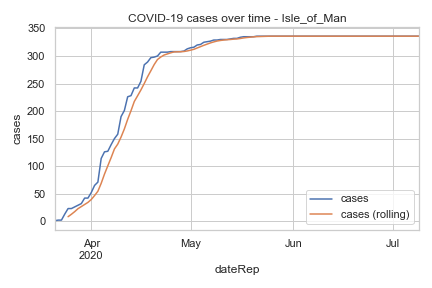 COVID-19 cases over time - Isle_of_Man
350
300
250
200
150
100
50
0
cases
cases
cases (rolling)
Apr
2020
May
Jun
Jul
dateRep